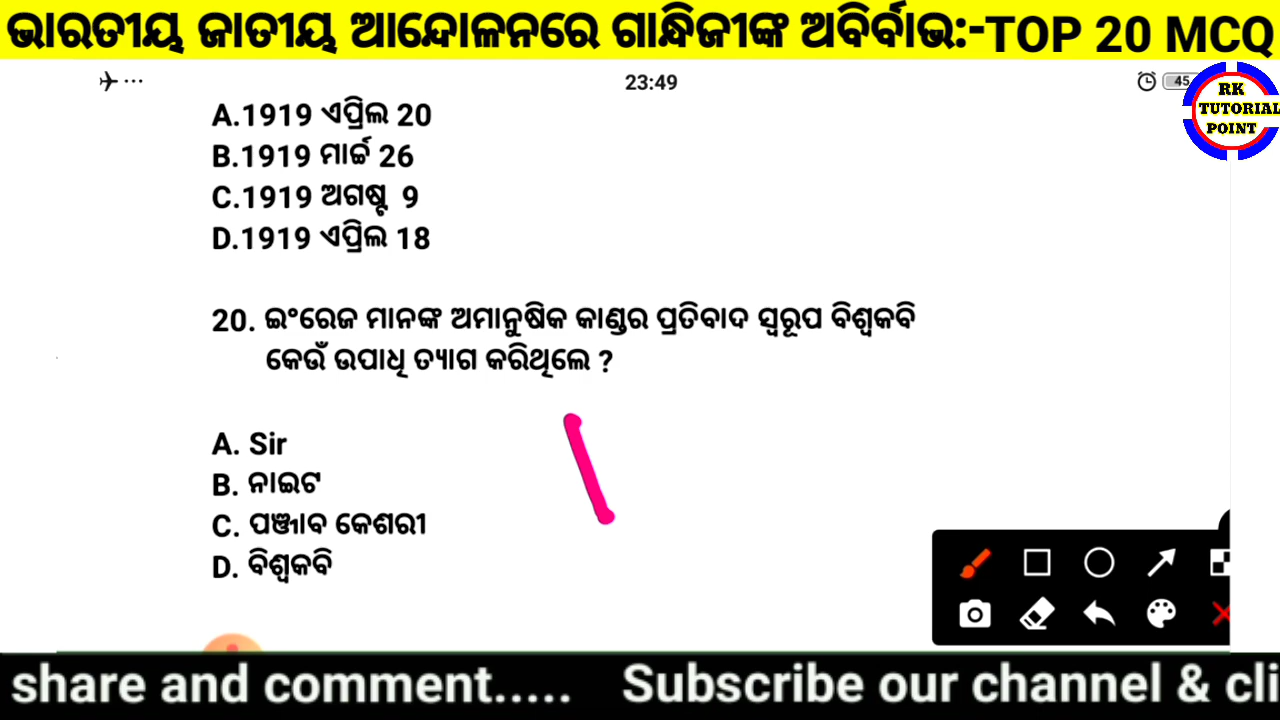 ଭାରତୀୟ ଜାତୀୟ ଆନ୍ଦୋଳନରେ ଗାନ୍ଧିଜୀଙ୍କ ଅବିର୍ବାଭ:-TOP 20 MCQ
23:49
45
RK
TUTORIAL
POINT
A.1919 ଏପ୍ରିଲ 20
B.1919 ମାର୍ଚ୍ଚ 26
C.1919 ଅଗଷ୍ଟ 9
D.1919 ଏପ୍ରିଲ 18
20. ଇଂରେଜ ମାନଙ୍କ ଅମାନୁଷିକ କାଣ୍ଡର ପ୍ରତିବାଦ ସ୍ୱରୂପ ବିଶ୍ୱକବି
କେଉଁ ଉପାଧି ତ୍ୟାଗ କରିଥିଲେ ?
A. Sir
B. ନାଇଟ
C. ପଞ୍ଜାବ କେଶରୀ
D. ବିଶ୍ୱକବି
share and comment..... Subscribe our channel & cli